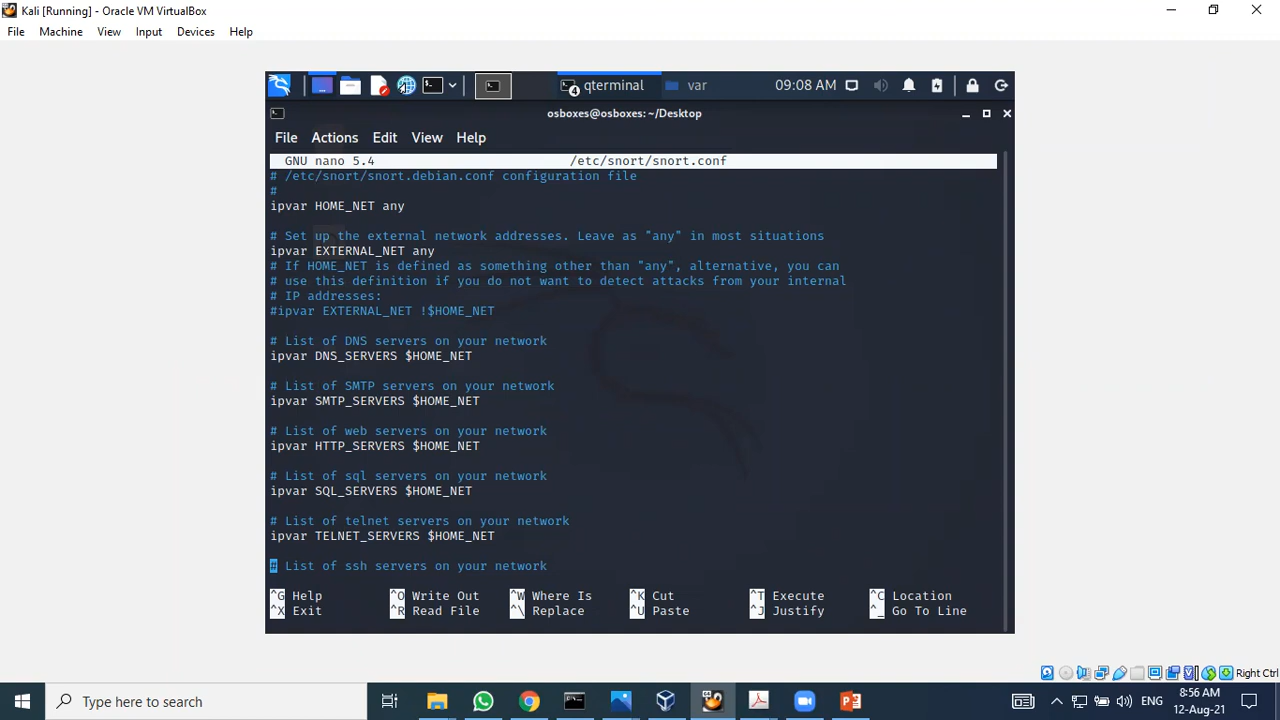 Kali [Running] - Oracle VM VirtualBox
File Machine View Input Devices Help
qterminal
4
var
09:08 AM
osboxes@osboxes: ~/Desktop
File Actions Edit View Help
GNU nano 5.4 /etc/snort/snort.conf
# /etc/snort/snort.debian.conf configuration file
#
ipvar HOME_NET any
# Set up the external network addresses. Leave as "any" in most situations
ipvar EXTERNAL_NET any
# If HOME_NET is defined as something other than "any", alternative, you can
# use this definition if you do not want to detect attacks from your internal
# IP addresses:
#ipvar EXTERNAL_NET !$HOME_NET
# List of DNS servers on your network
ipvar DNS_SERVERS $HOME_NET
# List of SMTP servers on your network
ipvar SMTP_SERVERS $HOME_NET
# List of web servers on your network
ipvar HTTP_SERVERS $HOME_NET
# List of sql servers on your network
ipvar SQL_SERVERS $HOME_NET
# List of telnet servers on your network
ipvar TELNET_SERVERS $HOME_NET
# List of ssh servers on your network
^G Help ^O Write Out ^W Where Is ^K Cut ^T Execute ^C Location
^X Exit ^R Read File ^\ Replace ^U Paste ^J Justify ^_ Go To Line
Right Ctrl
Type here to search
ENG
8:56 AM
12-Aug-21